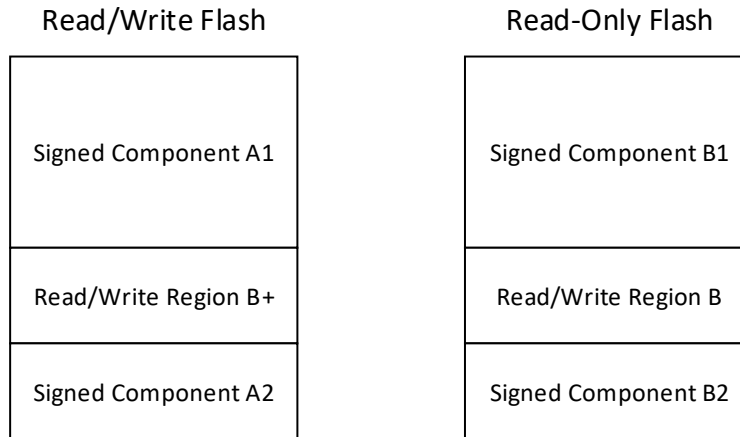 Read/Write Flash
Read-Only Flash
Signed Component A1
Signed Component B1
Read/Write Region B+
Read/Write Region B
Signed Component A2
Signed Component B2